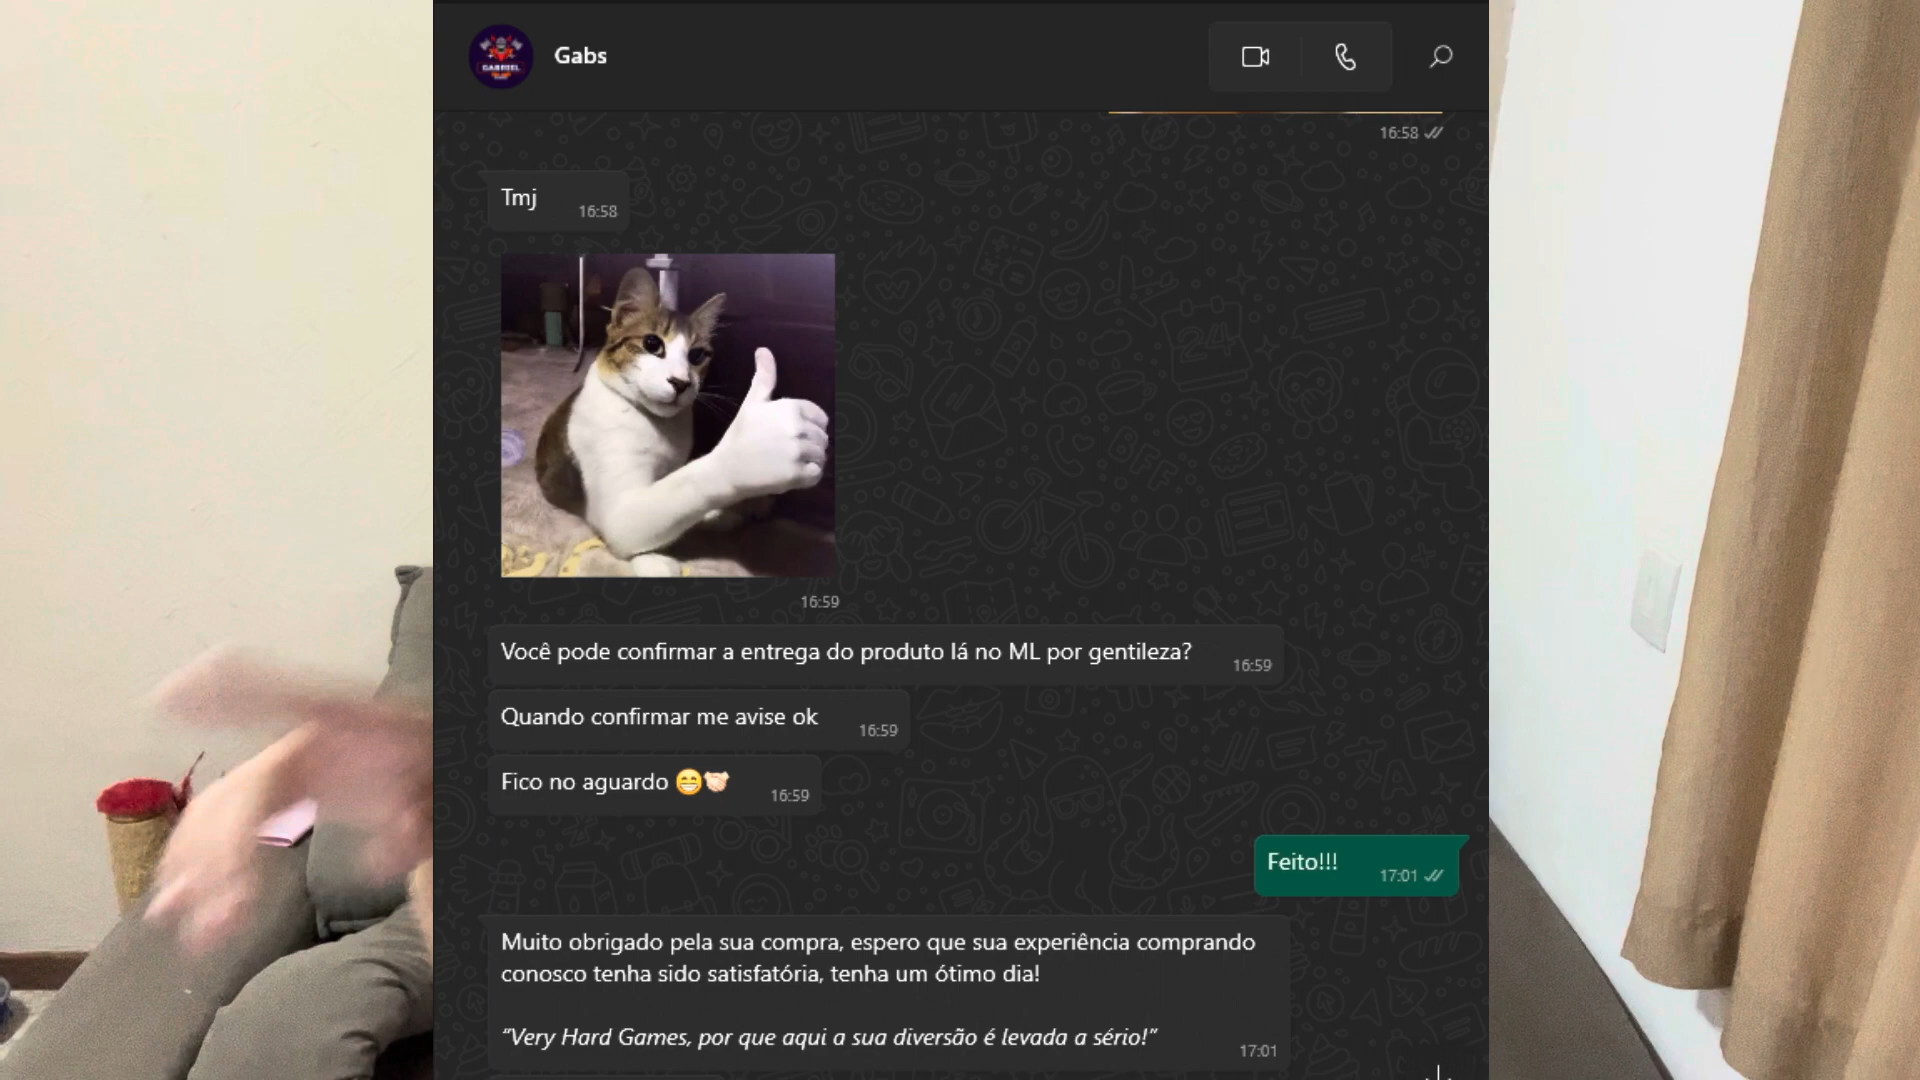 Gabs
GABRIEL
16:58
Tmj
16:58
16:59
Você pode confirmar a entrega do produto lá no ML por gentileza?
16:59
Quando confirmar me avise ok
16:59
Fico no aguardo 😁🤝🏻
16:59
Feito!!!
17:01
Muito obrigado pela sua compra, espero que sua experiência comprando
conosco tenha sido satisfatória, tenha um ótimo dia!
“Very Hard Games, por que aqui a sua diversão é levada a sério!”
17:01